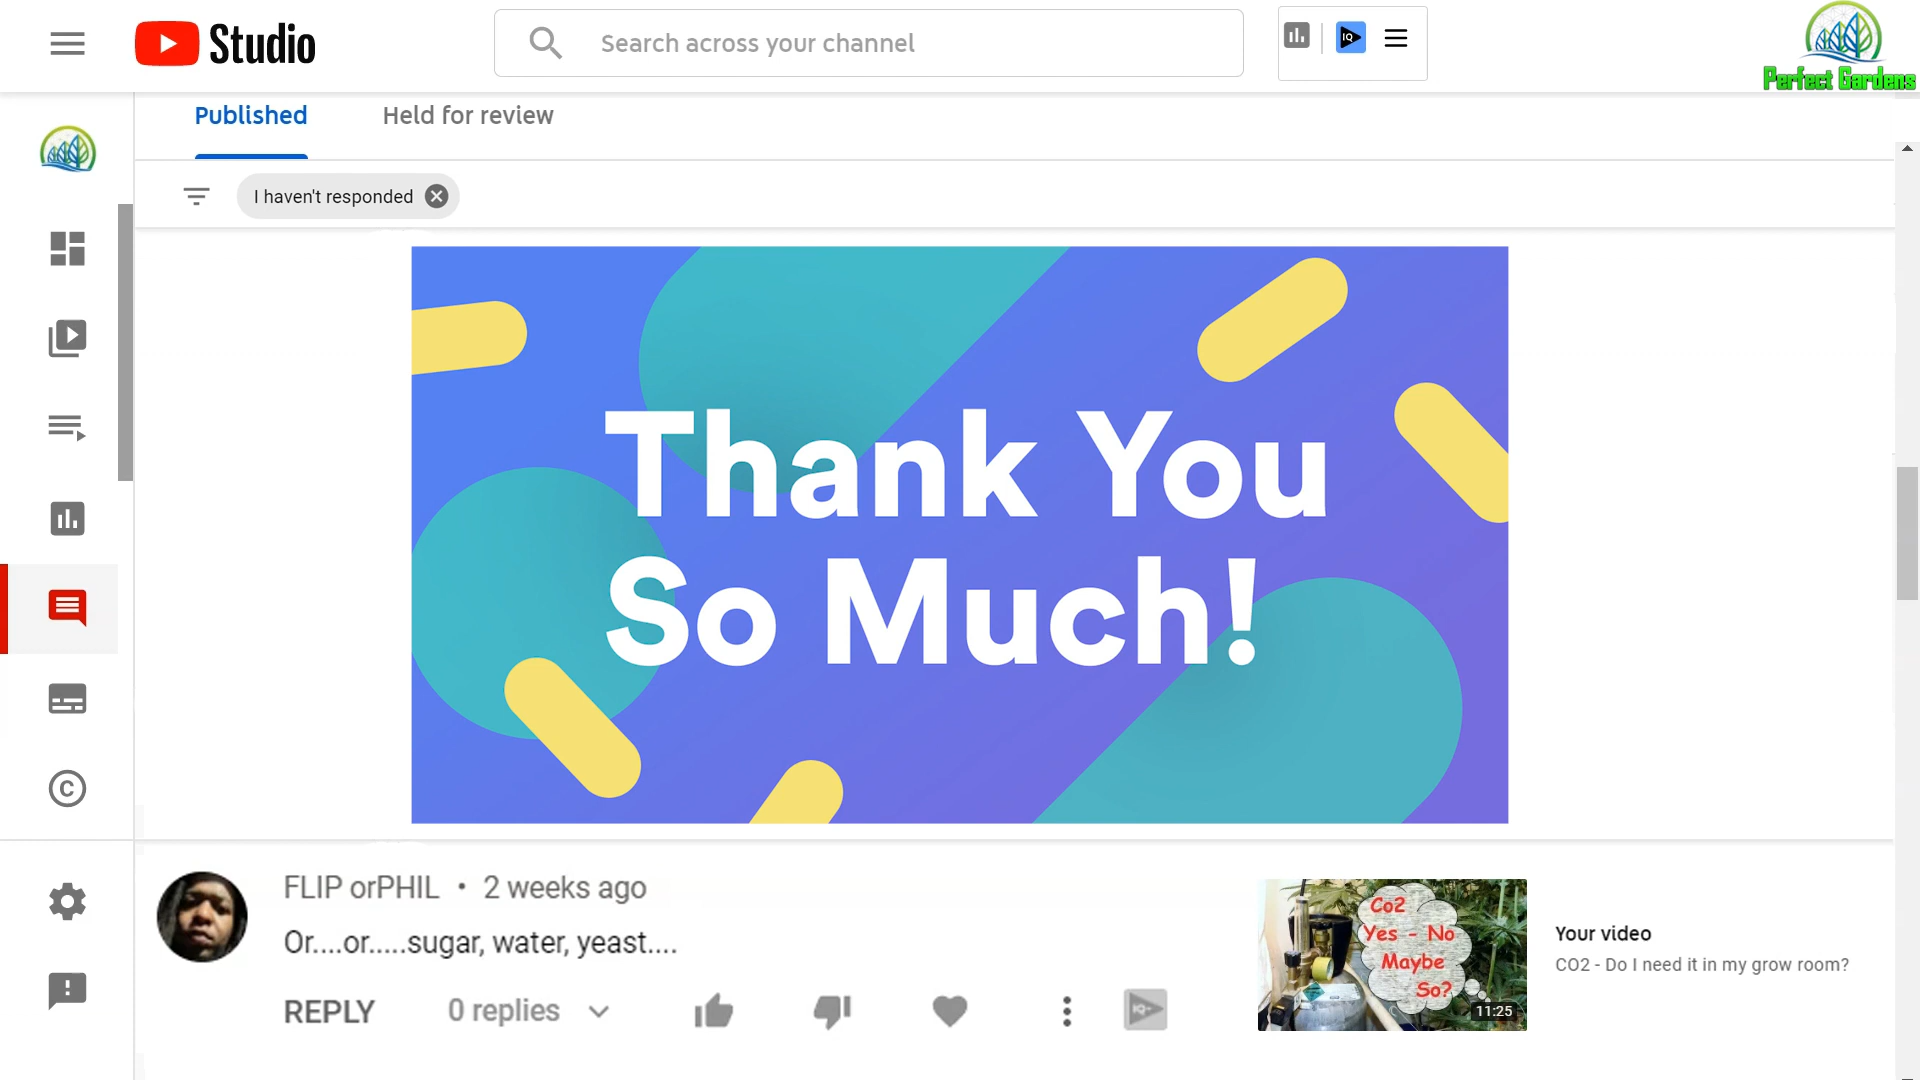 Studio
Search across your channel
IQ
Perfect Gardens
Published
Held for review
I haven't responded
Thank You
So Much!
FLIP orPHIL • 2 weeks ago
Or....or.....sugar, water, yeast....
REPLY
0 replies
Co2
Yes - No
Maybe
So?
11:25
Your video
CO2 - Do I need it in my grow room?